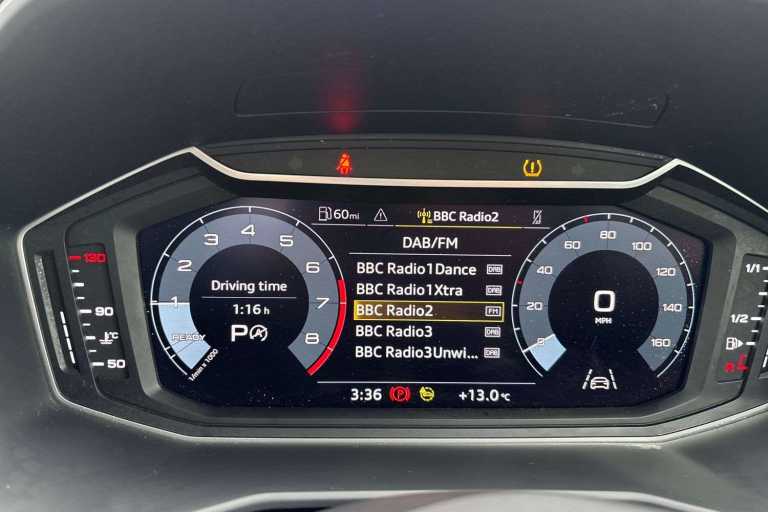 60mi
BBC Radio2
DAB/FM
BBC Radio1Dance DAB
BBC Radio1Xtra DAB
BBC Radio2 FM
BBC Radio3 DAB
BBC Radio3Unwi... DAB
Driving time
1:16 h
P
READY
1
2
3
4
5
6
7
8
1/min x 1000
130
90
°C
50
0
MPH
20
40
60
80
100
120
140
160
1/1
1/2
3:36
P
+13.0°C